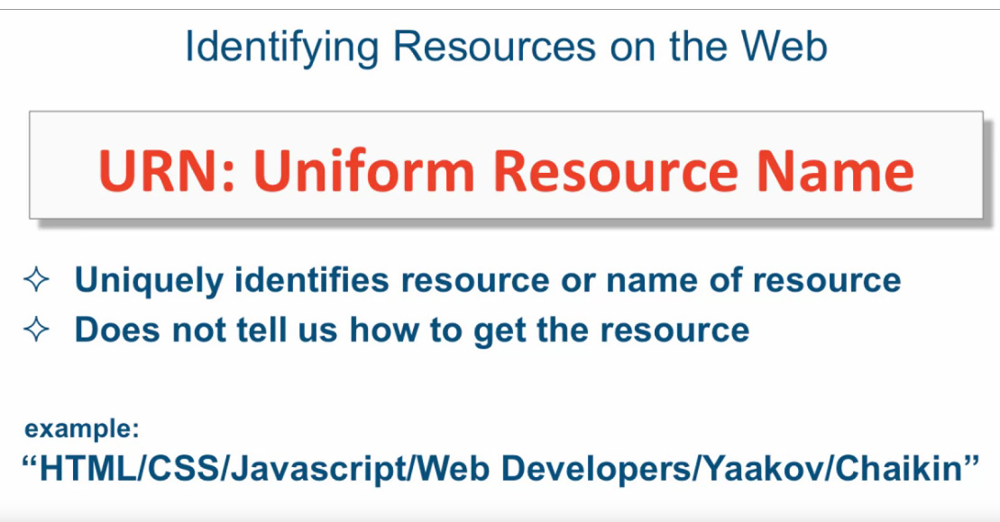 Identifying Resources on the Web
URN: Uniform Resource Name
Uniquely identifies resource or name of resource
Does not tell us how to get the resource
example:
“HTML/CSS/Javascript/Web Developers/Yaakov/Chaikin”